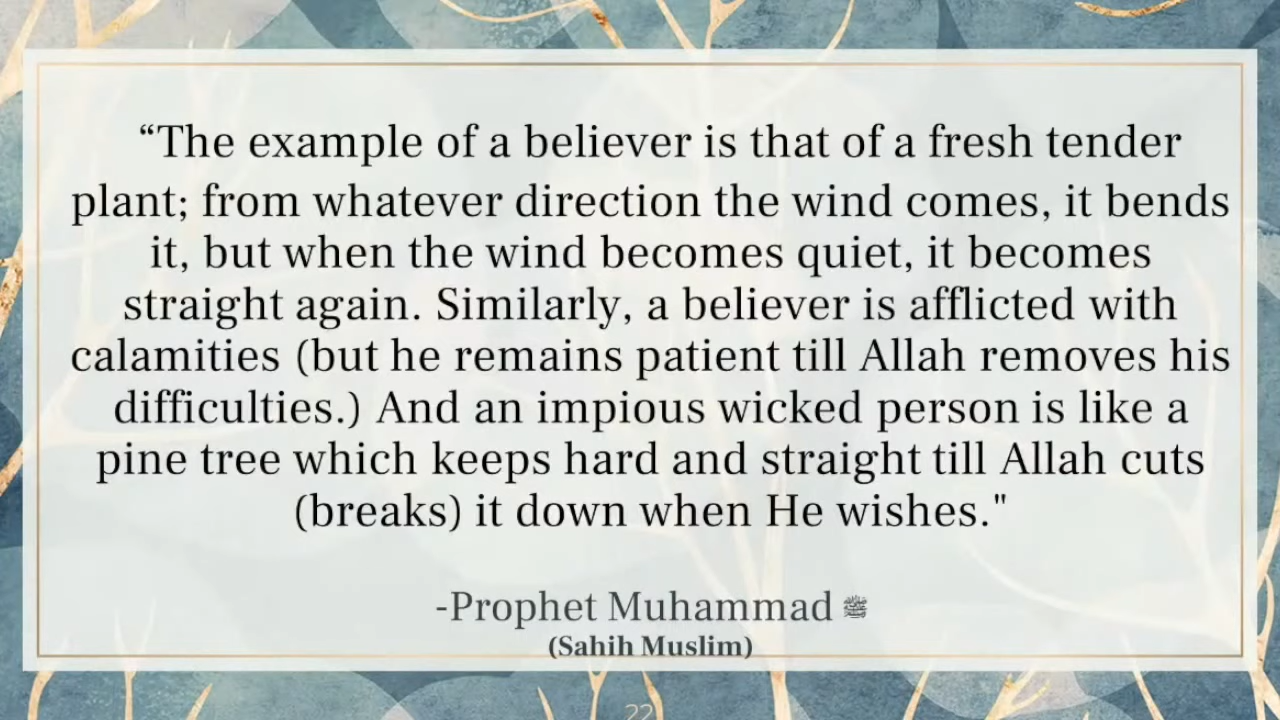 “The example of a believer is that of a fresh tender
plant; from whatever direction the wind comes, it bends
it, but when the wind becomes quiet, it becomes
straight again. Similarly, a believer is afflicted with
calamities (but he remains patient till Allah removes his
difficulties.) And an impious wicked person is like a
pine tree which keeps hard and straight till Allah cuts
(breaks) it down when He wishes."
-Prophet Muhammad ﷺ
(Sahih Muslim)
22